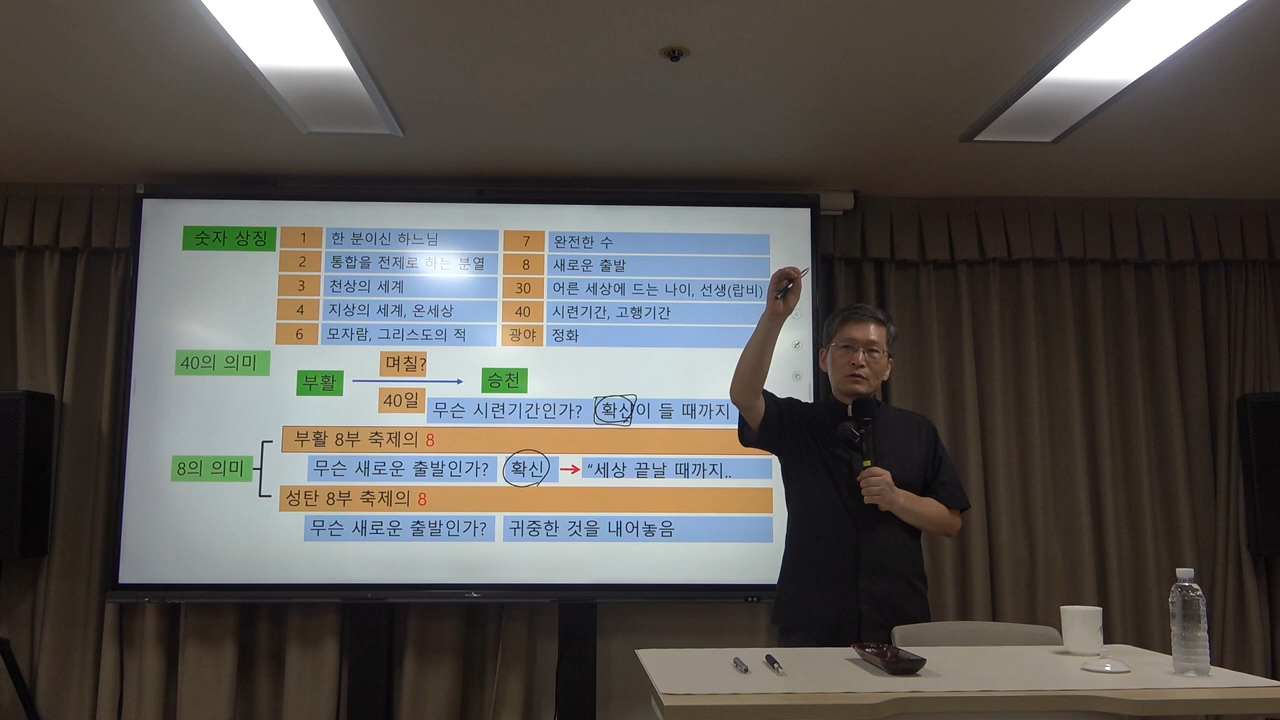 숫자 상징
1 한 분이신 하느님
2 통합을 전제로 하는 분열
3 천상의 세계
4 지상의 세계, 온세상
6 모자람, 그리스도의 적
7 완전한 수
8 새로운 출발
30 어른 세상에 드는 나이, 선생(랍비)
40 시련기간, 고행기간
광야 정화
40의 의미
며칠?
부활 승천
40일
무슨 시련기간인가? 확신이 들 때까지
8의 의미
부활 8부 축제의 8
무슨 새로운 출발인가? 확신 → “세상 끝날 때까지..
성탄 8부 축제의 8
무슨 새로운 출발인가? 귀중한 것을 내어놓음